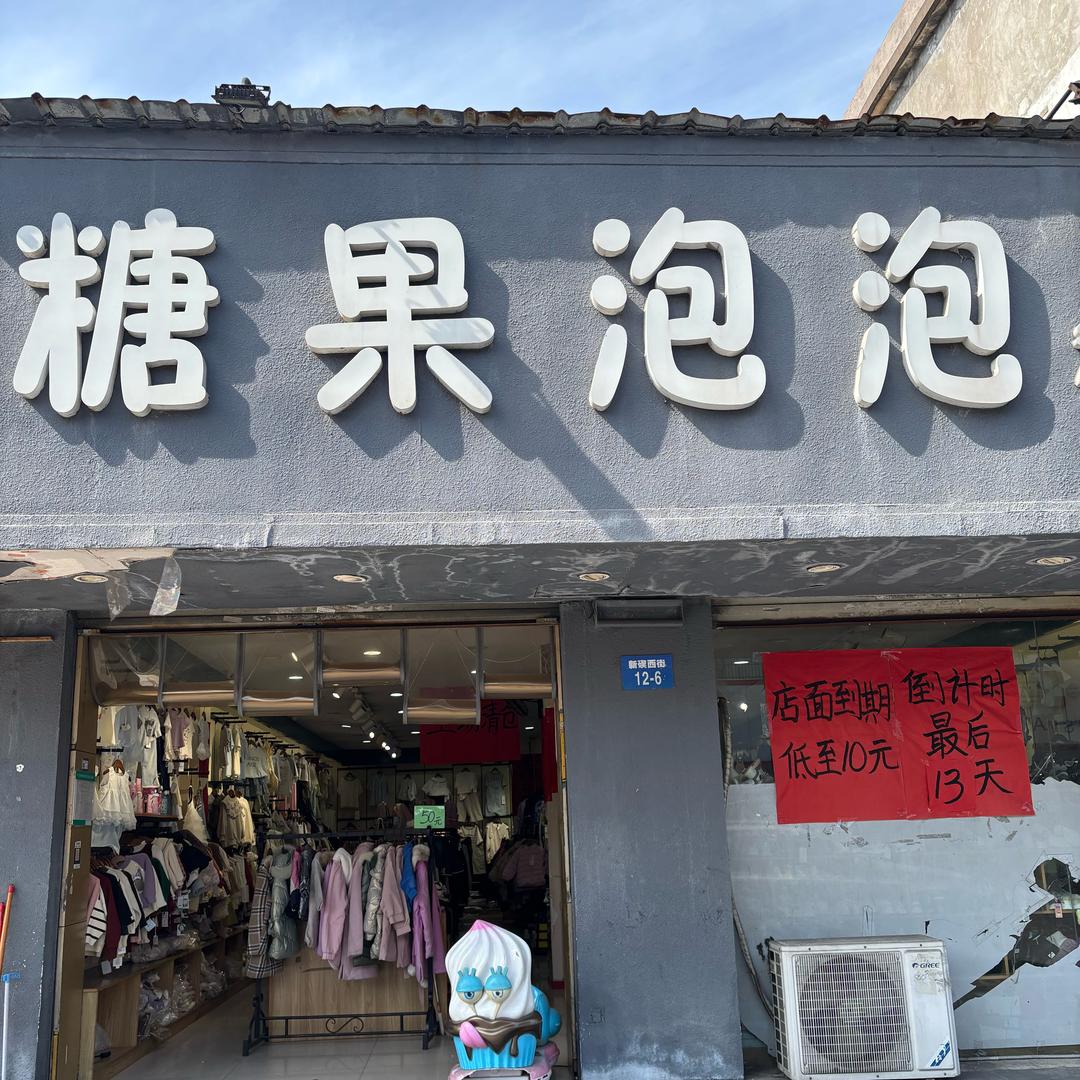 糖果泡泡
新碶西街
12-6
店面到期
低至10元
倒计时
最后
13天
50元
GREE